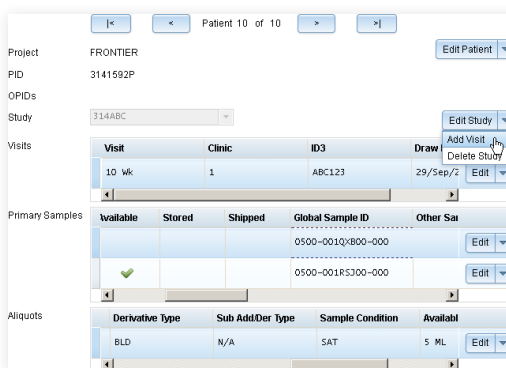 |< < Patient 10 of 10 > >|
Project FRONTIER Edit Patient
PID 3141592P
OPIDs
Study 314ABC Edit Study
Add Visit
Delete Study
Visits Visit Clinic ID3 Draw
10 Wk 1 ABC123 29/Sep/2 Edit
Primary Samples Available Stored Shipped Global Sample ID Other Sar
0500-001QXB00-000 Edit
0500-001RSJ00-000 Edit
Aliquots Derivative Type Sub Add/Der Type Sample Condition Availabl
BLD N/A SAT 5 ML Edit